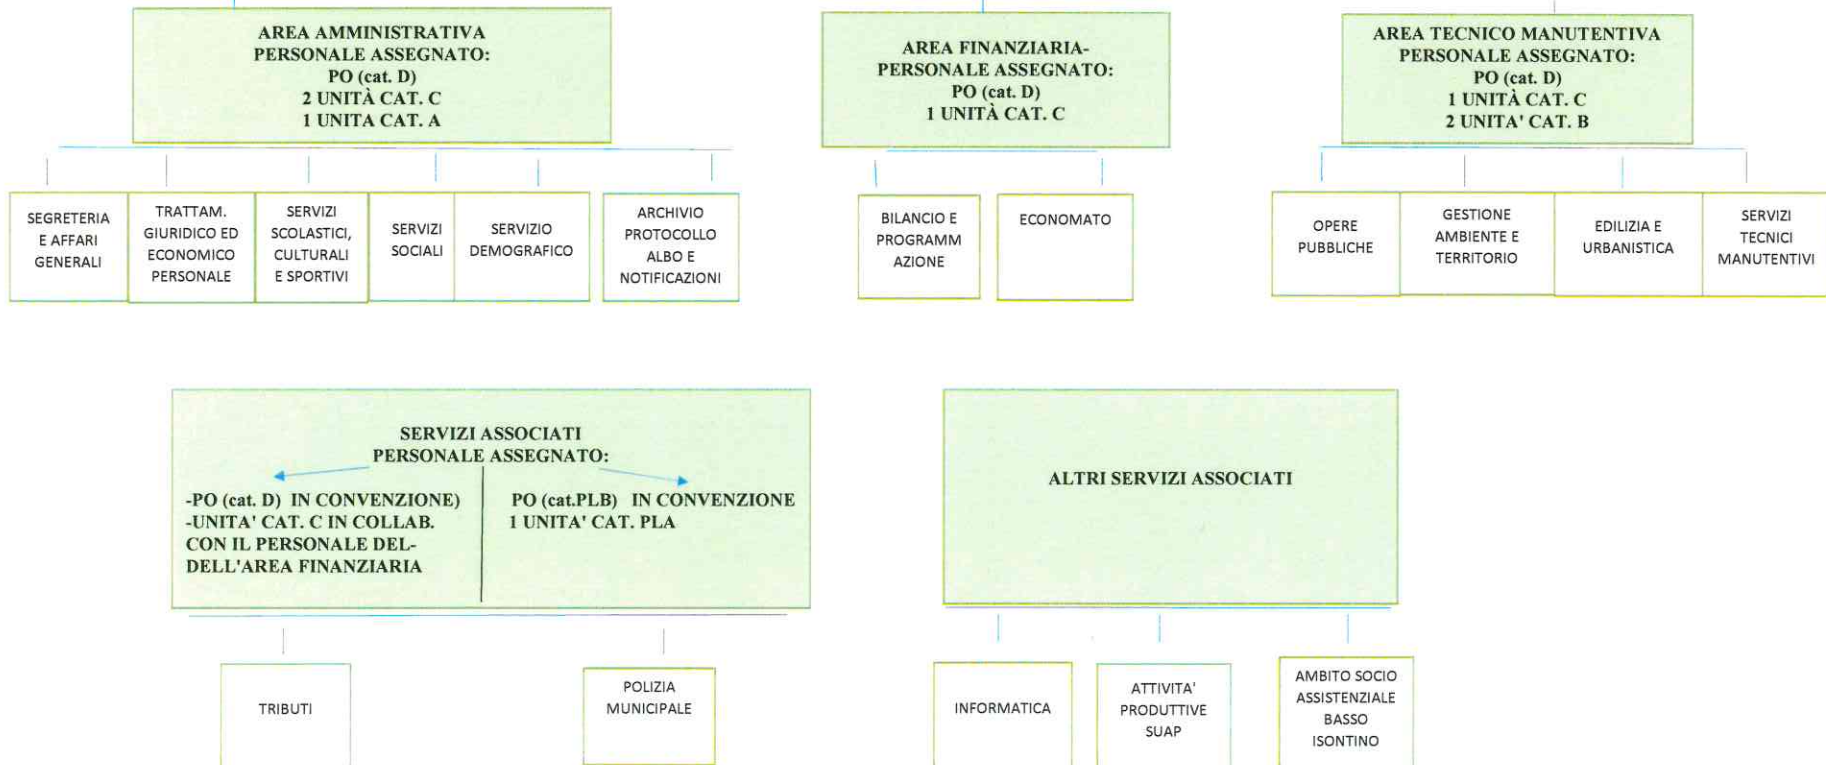 AREA AMMINISTRATIVA
PERSONALE ASSEGNATO:
PO (cat. D)
2 UNITÀ CAT. C
1 UNITA CAT. A
AREA FINANZIARIA-
PERSONALE ASSEGNATO:
PO (cat. D)
1 UNITÀ CAT. C
AREA TECNICO MANUTENTIVA
PERSONALE ASSEGNATO:
PO (cat. D)
1 UNITÀ CAT. C
2 UNITA' CAT. B
SEGRETERIA
E AFFARI
GENERALI
TRATTAM.
GIURIDICO ED
ECONOMICO
PERSONALE
SERVIZI
SCOLASTICI,
CULTURALI
E SPORTIVI
SERVIZI
SOCIALI
SERVIZIO
DEMOGRAFICO
ARCHIVIO
PROTOCOLLO
ALBO E
NOTIFICAZIONI
BILANCIO E
PROGRAMM
AZIONE
ECONOMATO
OPERE
PUBBLICHE
GESTIONE
AMBIENTE E
TERRITORIO
EDILIZIA E
URBANISTICA
SERVIZI
TECNICI
MANUTENTIVI
SERVIZI ASSOCIATI
PERSONALE ASSEGNATO:
-PO (cat. D) IN CONVENZIONE)
-UNITA' CAT. C IN COLLAB.
CON IL PERSONALE DEL-
DELL'AREA FINANZIARIA
PO (cat.PLB) IN CONVENZIONE
1 UNITA' CAT. PLA
ALTRI SERVIZI ASSOCIATI
TRIBUTI
POLIZIA
MUNICIPALE
INFORMATICA
ATTIVITA'
PRODUTTIVE
SUAP
AMBITO SOCIO
ASSISTENZIALE
BASSO
ISONTINO